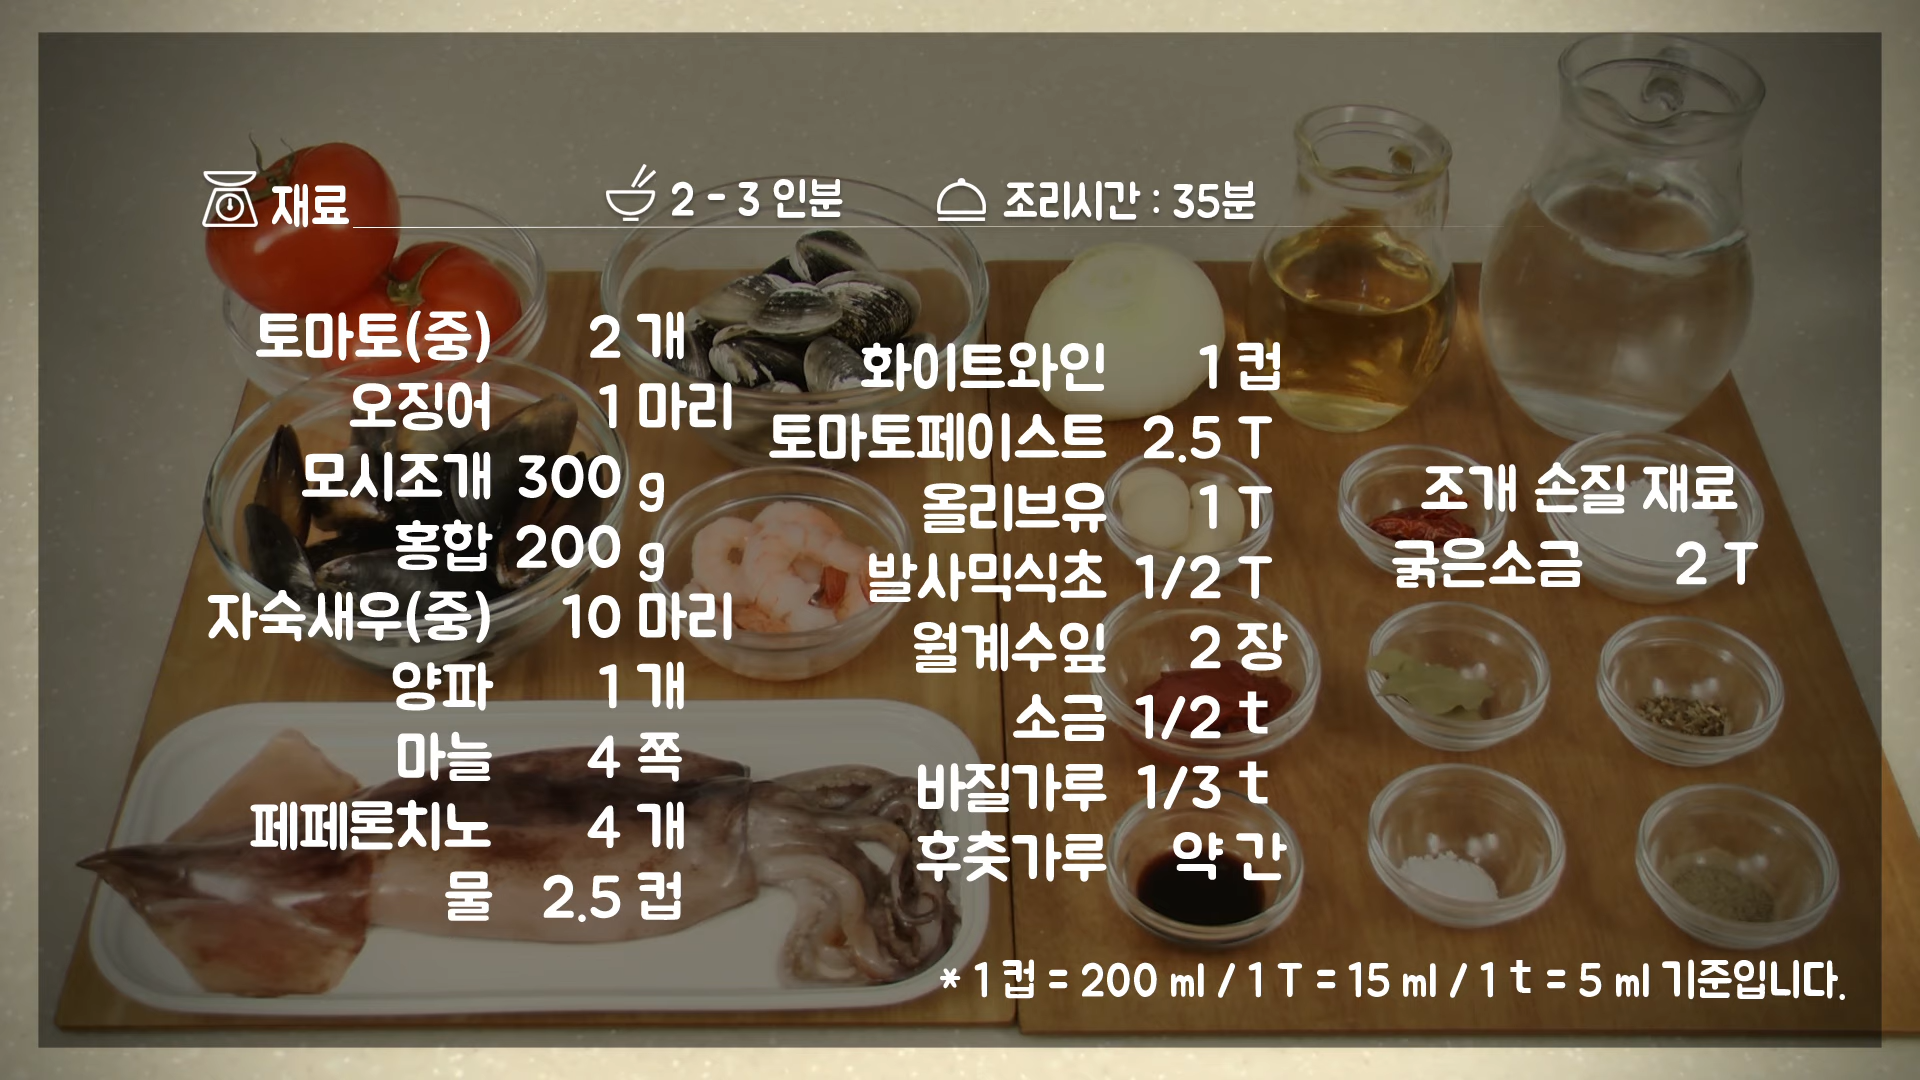 재료
2 - 3 인분
조리시간 : 35분
토마토(중) 2 개
오징어 1 마리
모시조개 300 g
홍합 200 g
자숙새우(중) 10 마리
양파 1 개
마늘 4 쪽
페페론치노 4 개
물 2.5 컵
화이트와인 1 컵
토마토페이스트 2.5 T
올리브유 1 T
발사믹식초 1/2 T
월계수잎 2 장
소금 1/2 t
바질가루 1/3 t
후춧가루 약 간
조개 손질 재료
굵은소금 2 T
* 1 컵 = 200 ml / 1 T = 15 ml / 1 t = 5 ml 기준입니다.